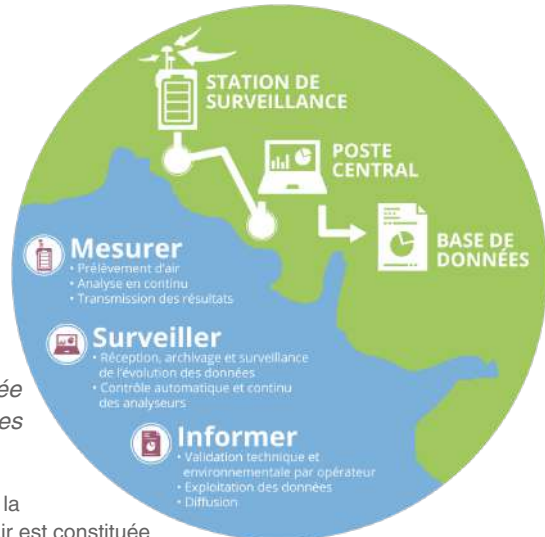 STATION DE
SURVEILLANCE
POSTE
CENTRAL
BASE DE
DONNÉES
Mesurer
• Prélèvement d'air
• Analyse en continu
• Transmission des résultats
Surveiller
• Réception, archivage et surveillance
de l'évolution des données
• Contrôle automatique et continu
des analyseurs
Informer
• Validation technique et
environnementale par opérateur
• Exploitation des données
• Diffusion
ée
es
la
ir est constituée